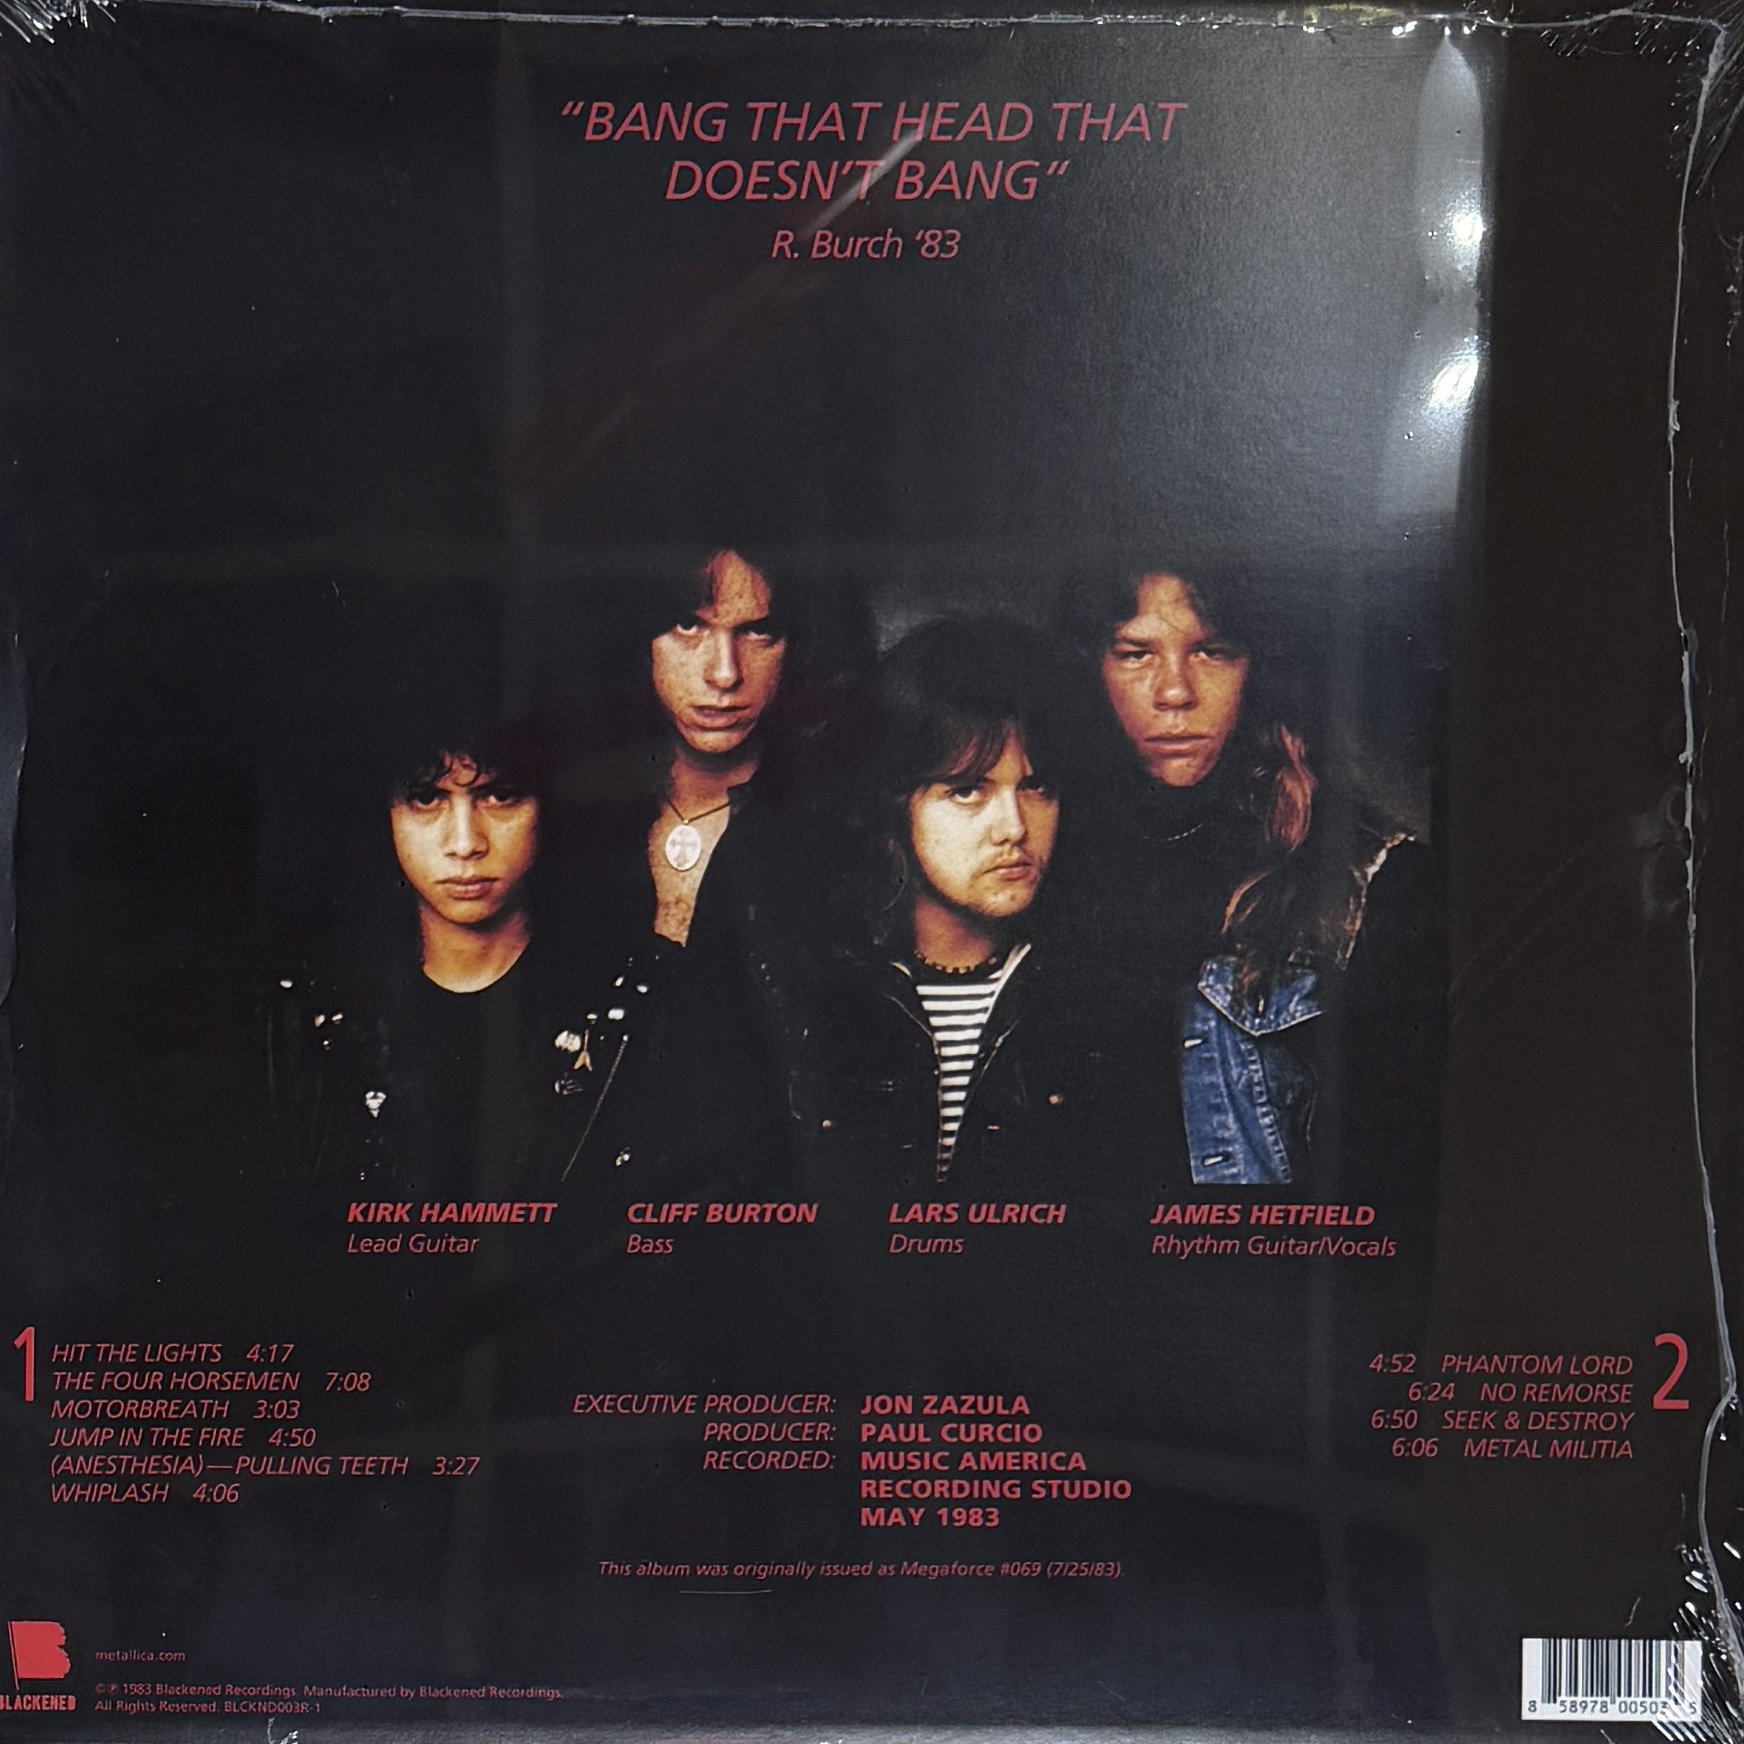 “BANG THAT HEAD THAT
DOESN’T BANG“
R. Burch ‘83
KIRK HAMMETT
Lead Guitar
CLIFF BURTON
Bass
LARS ULRICH
Drums
JAMES HETFIELD
Rhythm Guitar/Vocals
1
HIT THE LIGHTS 4:17
THE FOUR HORSEMEN 7:08
MOTORBREATH 3:03
JUMP IN THE FIRE 4:50
(ANESTHESIA)—PULLING TEETH 3:27
WHIPLASH 4:06
EXECUTIVE PRODUCER: JON ZAZULA
PRODUCER: PAUL CURCIO
RECORDED: MUSIC AMERICA
RECORDING STUDIO
MAY 1983
4:52 PHANTOM LORD
6:24 NO REMORSE
6:50 SEEK & DESTROY
6:06 METAL MILITIA
2
This album was originally issued as Megaforce #069 (7/25/83).
BLACKENED
metallica.com
©℗ 1983 Blackened Recordings. Manufactured by Blackened Recordings.
All Rights Reserved. BLCKND003R-1
8 58978 00503 5